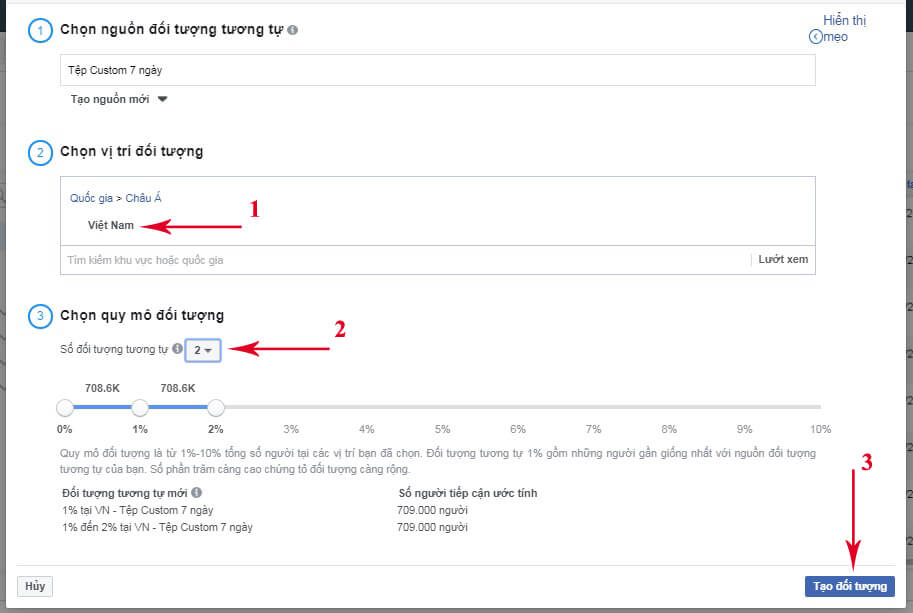 1 Chọn nguồn đối tượng tương tự
Hiển thị
mẹo
Tệp Custom 7 ngày
Tạo nguồn mới
2 Chọn vị trí đối tượng
Quốc gia > Châu Á
1
Việt Nam
Tìm kiếm khu vực hoặc quốc gia
Lướt xem
3 Chọn quy mô đối tượng
2
Số đối tượng tương tự 2
708.6K 708.6K
0% 1% 2% 3% 4% 5% 6% 7% 8% 9% 10%
Quy mô đối tượng là từ 1%-10% tổng số người tại các vị trí bạn đã chọn. Đối tượng tương tự 1% gồm những người gần giống nhất với nguồn đối tượng
tương tự của bạn. Số phần trăm càng cao chứng tỏ đối tượng càng rộng.
3
Đối tượng tương tự mới Số người tiếp cận ước tính
1% tại VN - Tệp Custom 7 ngày 709.000 người
1% đến 2% tại VN - Tệp Custom 7 ngày 709.000 người
Hủy
Tạo đối tượng